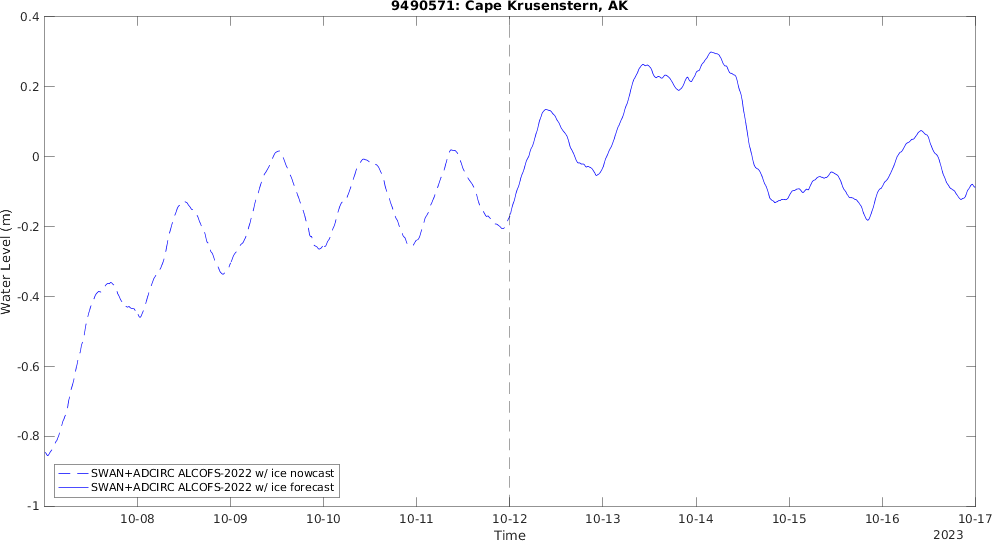 9490571: Cape Krusenstern, AK
0.4
0.2
0
-0.2
-0.4
-0.6
-0.8
-1
Water Level (m)
SWAN+ADCIRC ALCOFS-2022 w/ ice nowcast
SWAN+ADCIRC ALCOFS-2022 w/ ice forecast
10-08 10-09 10-10 10-11 10-12 10-13 10-14 10-15 10-16 10-17
Time
2023